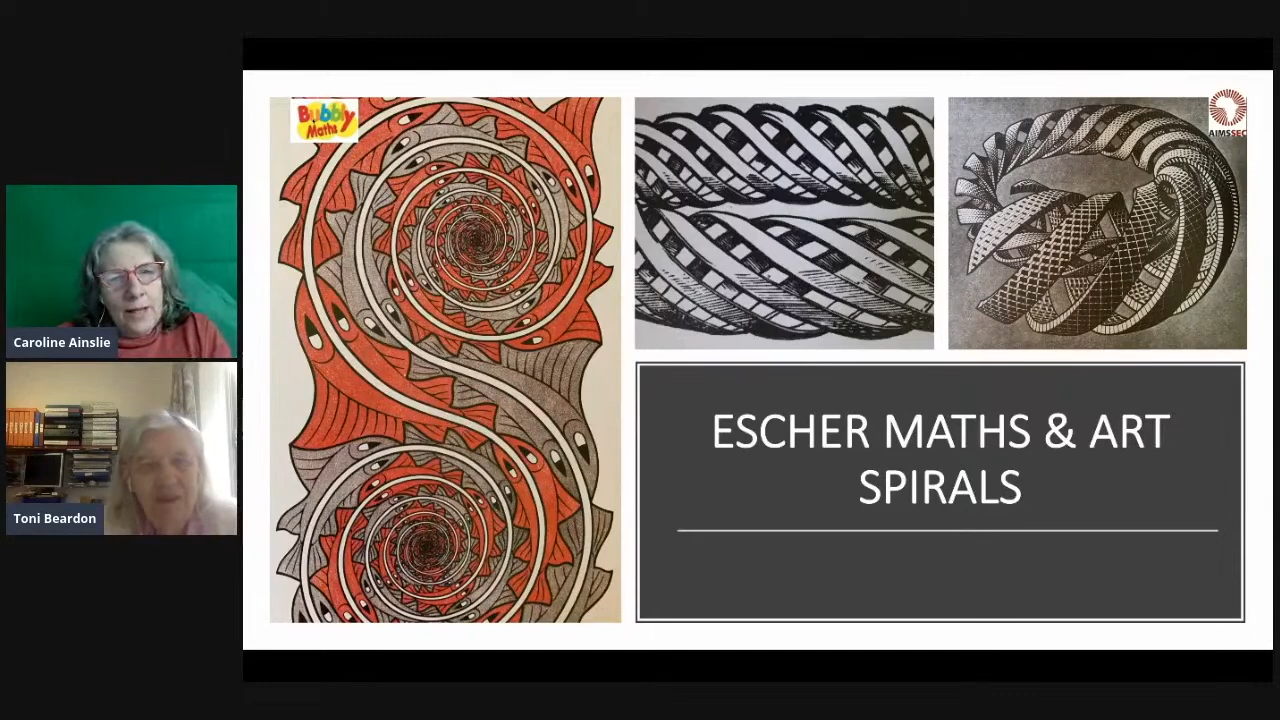 Bubbly
Maths
AIMSSEC
Caroline Ainslie
Toni Beardon
ESCHER MATHS & ART
SPIRALS